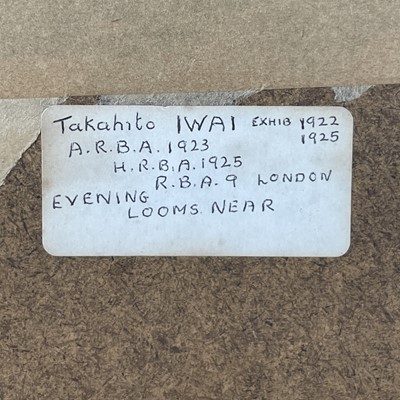 Takahito IWAI EXHIB 1922
1925
A.R.B.A. 1923
H.R.B.A. 1925
R.B.A. 9 LONDON
EVENING
LOOMS NEAR